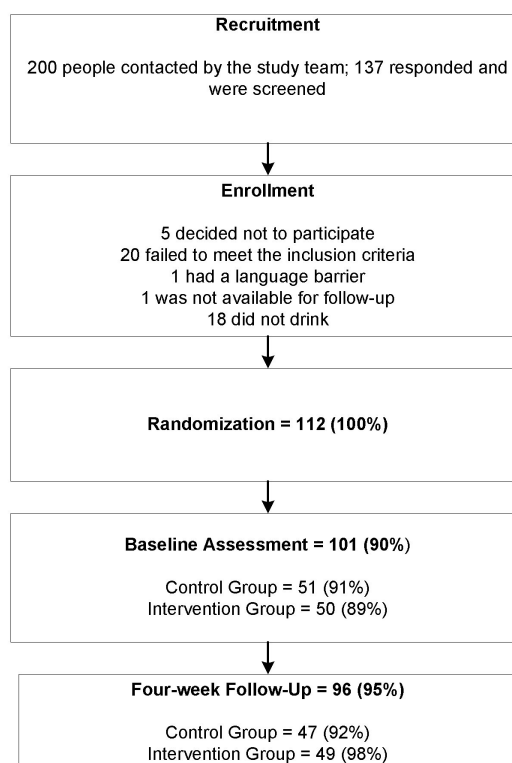 Recruitment
200 people contacted by the study team; 137 responded and
were screened
Enrollment
5 decided not to participate
20 failed to meet the inclusion criteria
1 had a language barrier
1 was not available for follow-up
18 did not drink
Randomization = 112 (100%)
Baseline Assessment = 101 (90%)
Control Group = 51 (91%)
Intervention Group = 50 (89%)
Four-week Follow-Up = 96 (95%)
Control Group = 47 (92%)
Intervention Group = 49 (98%)